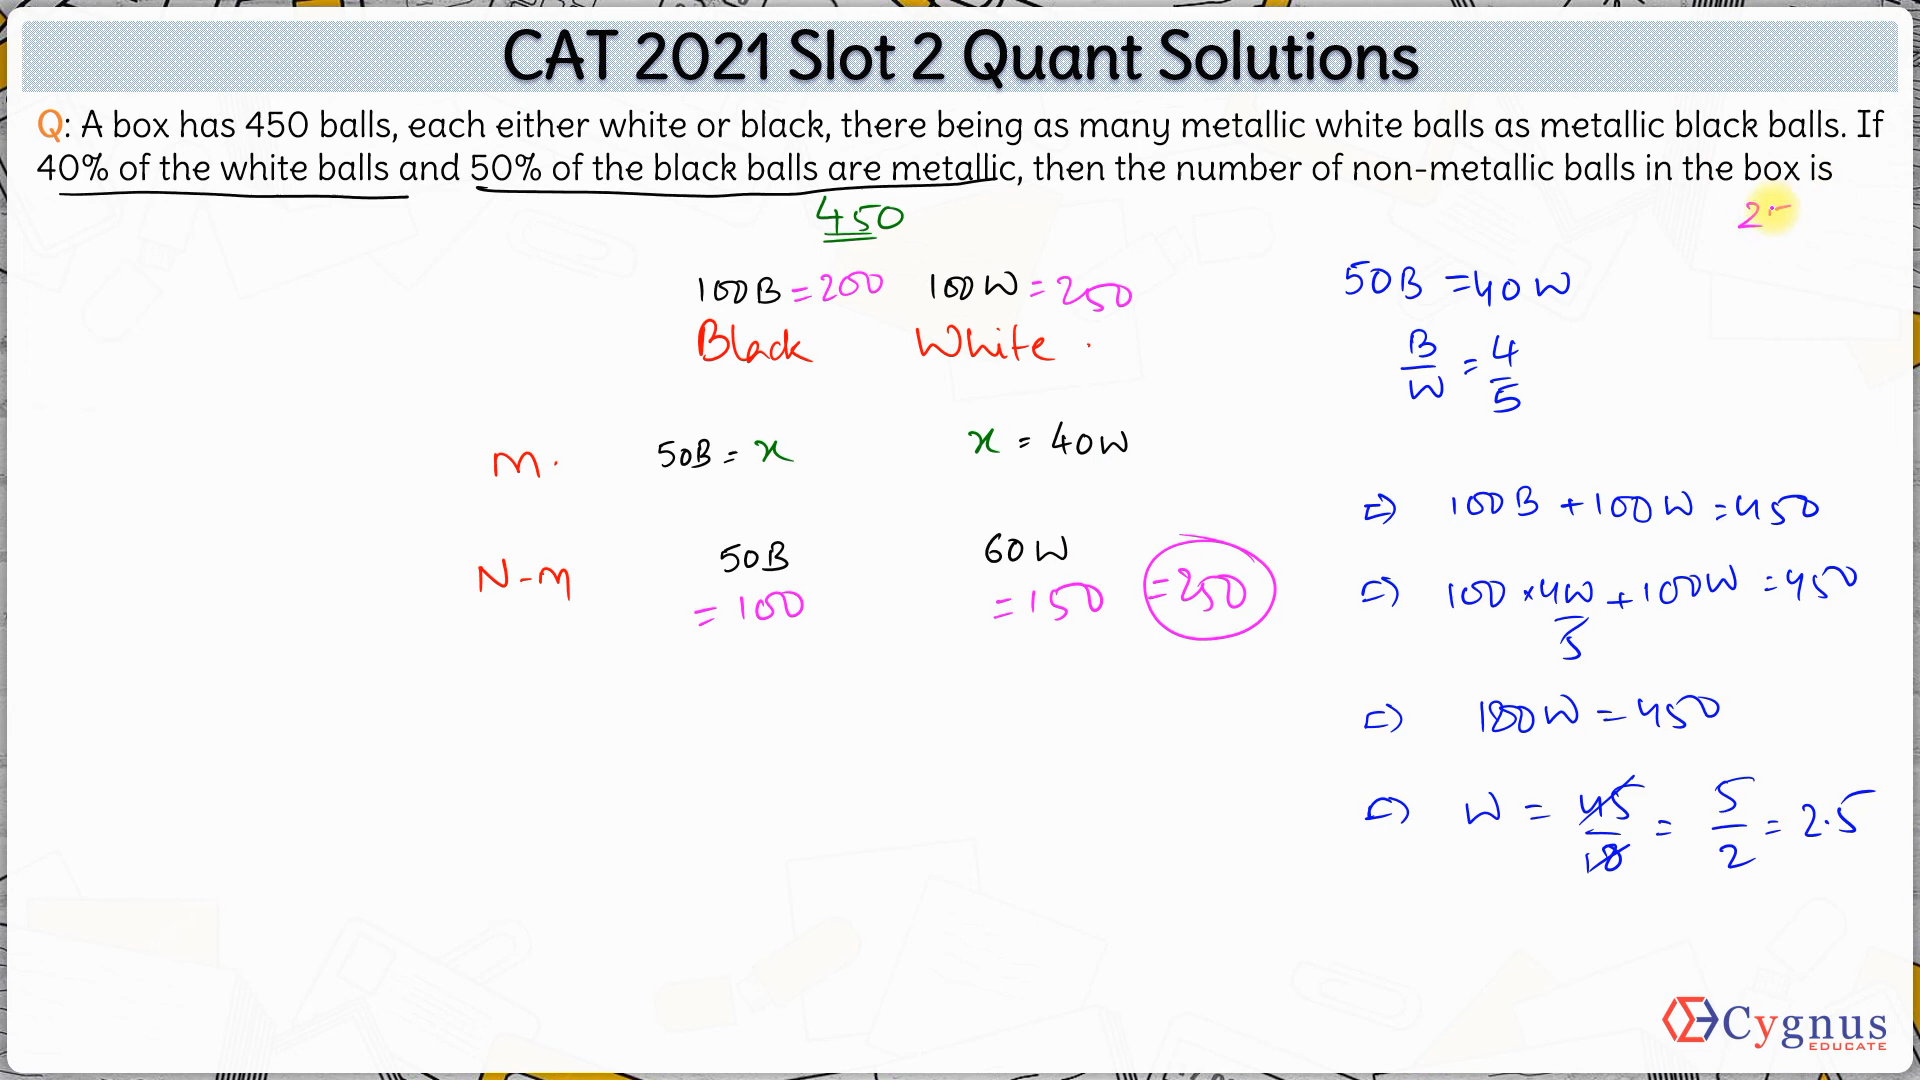 CAT 2021 Slot 2 Quant Solutions
Q: A box has 450 balls, each either white or black, there being as many metallic white balls as metallic black balls. If
40% of the white balls and 50% of the black balls are metallic, then the number of non-metallic balls in the box is
450
100B = 200 100W = 250
Black White
M. 50B = x x = 40W
N-M 50B 60W
= 100 = 150 = 250
50B = 40W
B/W = 4/5
⇒ 100B + 100W = 450
⇒ 100 × 4W/5 + 100W = 450
⇒ 180W = 450
⇒ W = 45/18 = 5/2 = 2.5
Cygnus
EDUCATE